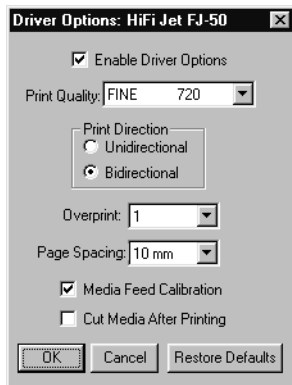 Driver Options: HiFi Jet FJ-50
Enable Driver Options
Print Quality: FINE 720
Print Direction
Unidirectional
Bidirectional
Overprint: 1
Page Spacing: 10 mm
Media Feed Calibration
Cut Media After Printing
OK Cancel Restore Defaults